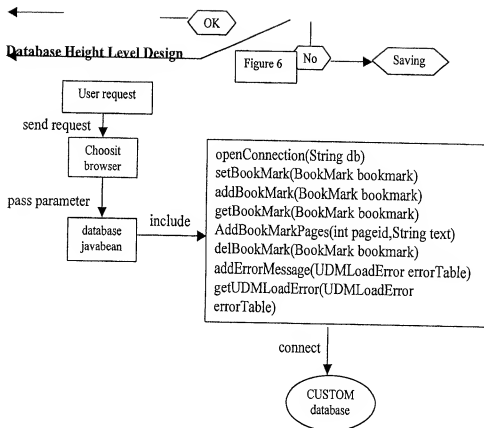 OK
Database Height Level Design
Figure 6
No
Saving
User request
send request
Choosit
browser
pass parameter
database
javabean
include
openConnection(String db)
setBookMark(BookMark bookmark)
addBookMark(BookMark bookmark)
getBookMark(BookMark bookmark)
AddBookMarkPages(int pageid,String text)
delBookMark(BookMark bookmark)
addErrorMessage(UDMLoadError errorTable)
getUDMLoadError(UDMLoadError
errorTable)
connect
CUSTOM
database